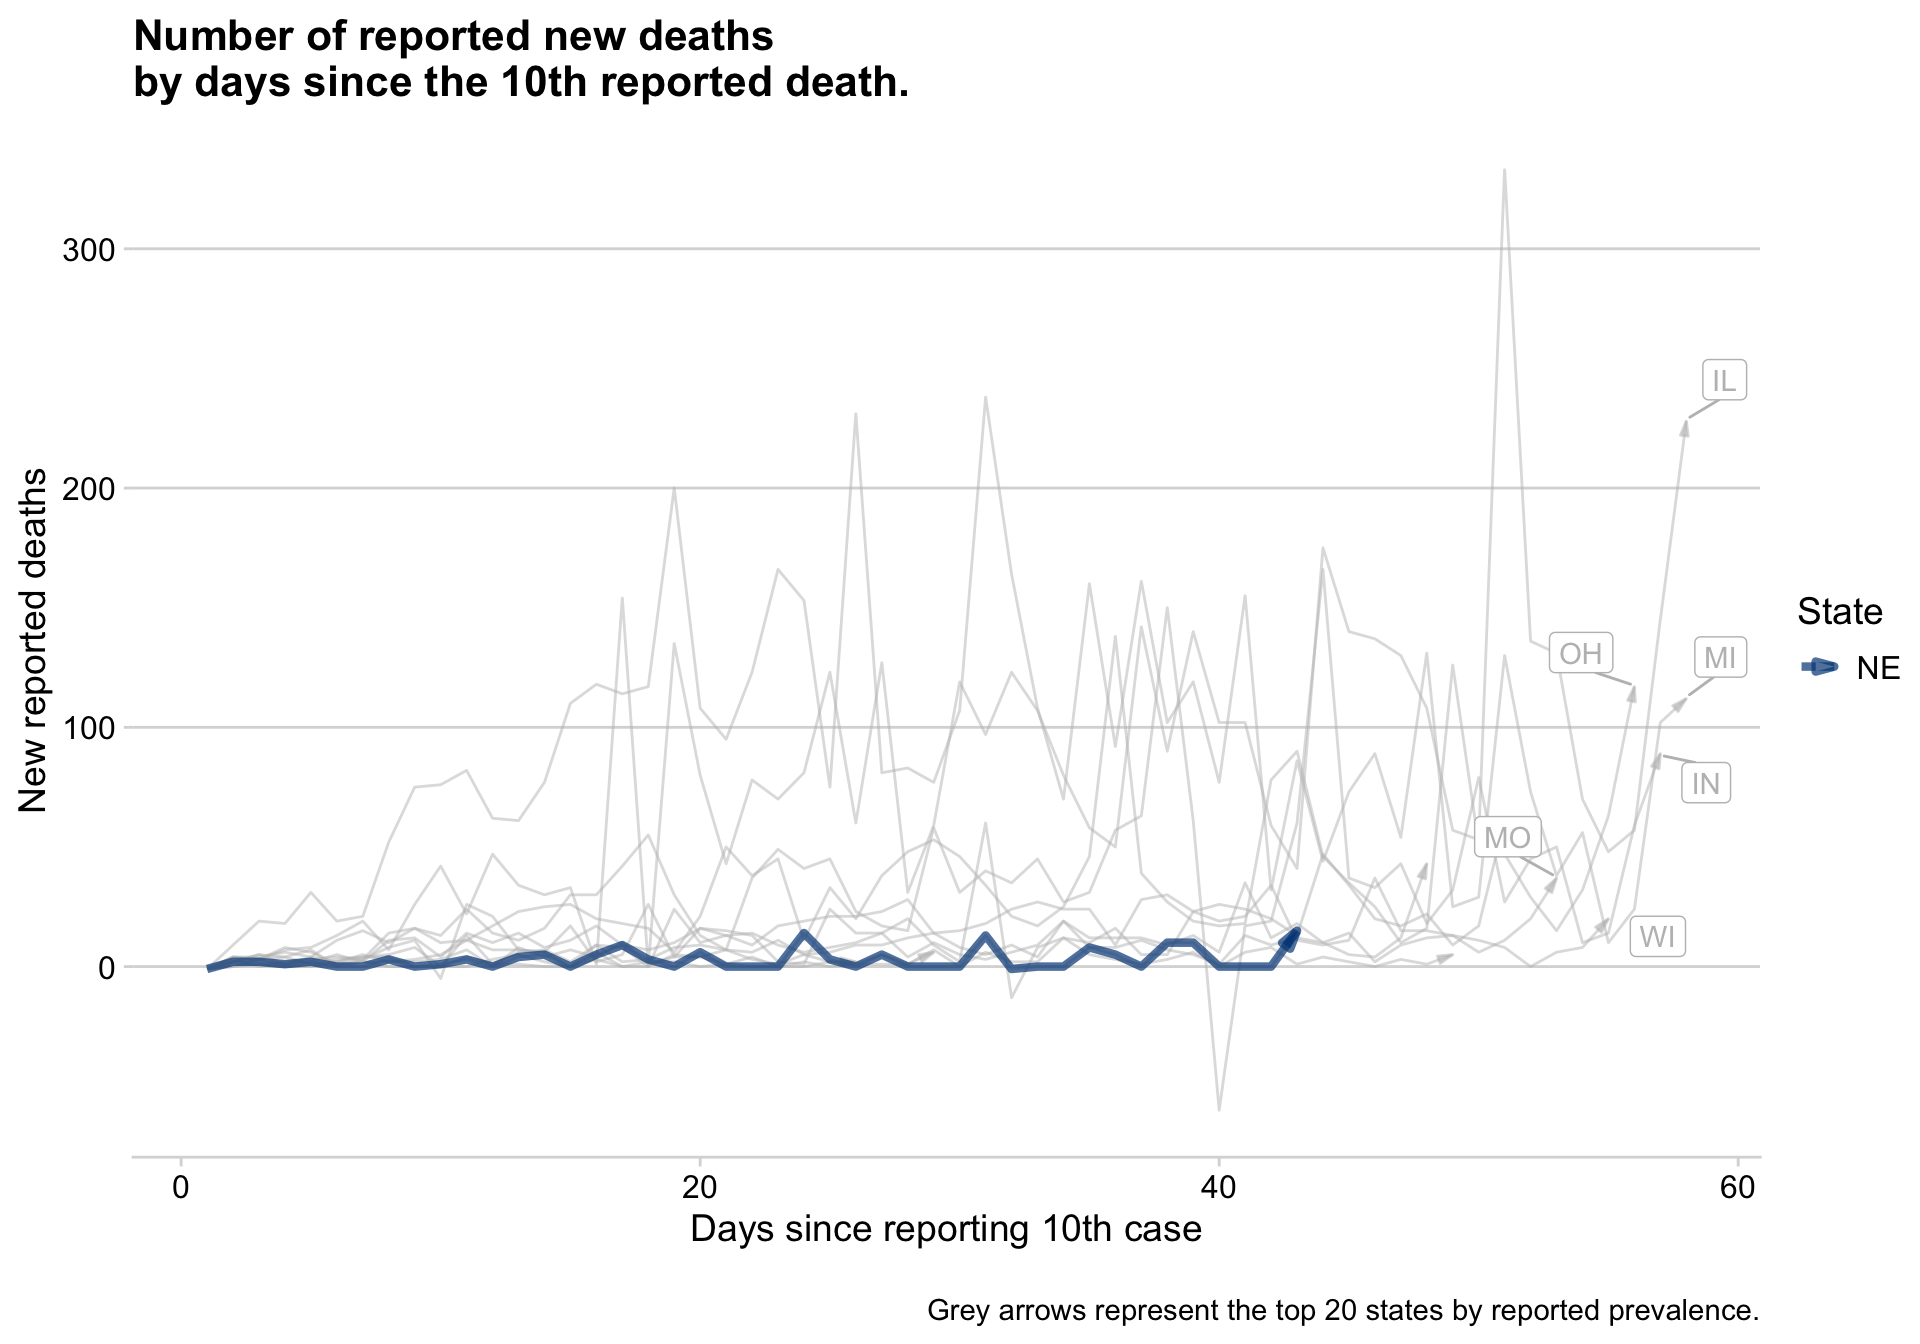 Number of reported new deaths
by days since the 10th reported death.
New reported deaths
300
200
100
0
IL
OH
MI
IN
MO
WI
State
NE
0
20
40
60
Days since reporting 10th case
Grey arrows represent the top 20 states by reported prevalence.